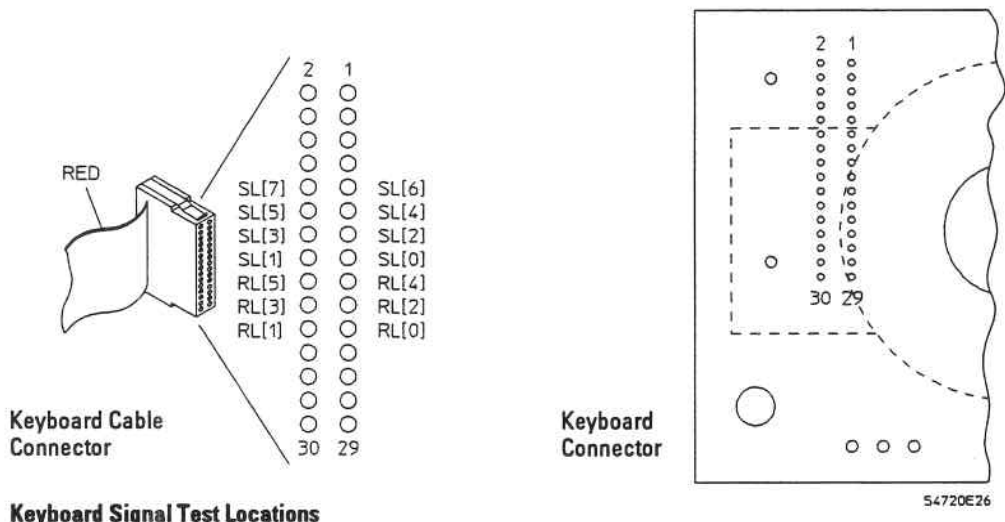 2 1
RED
SL[7] SL[6]
SL[5] SL[4]
SL[3] SL[2]
SL[1] SL[0]
RL[5] RL[4]
RL[3] RL[2]
RL[1] RL[0]
30 29
Keyboard Cable
Connector
2 1
30 29
Keyboard
Connector
54720E26
Keyboard Signal Test Locations